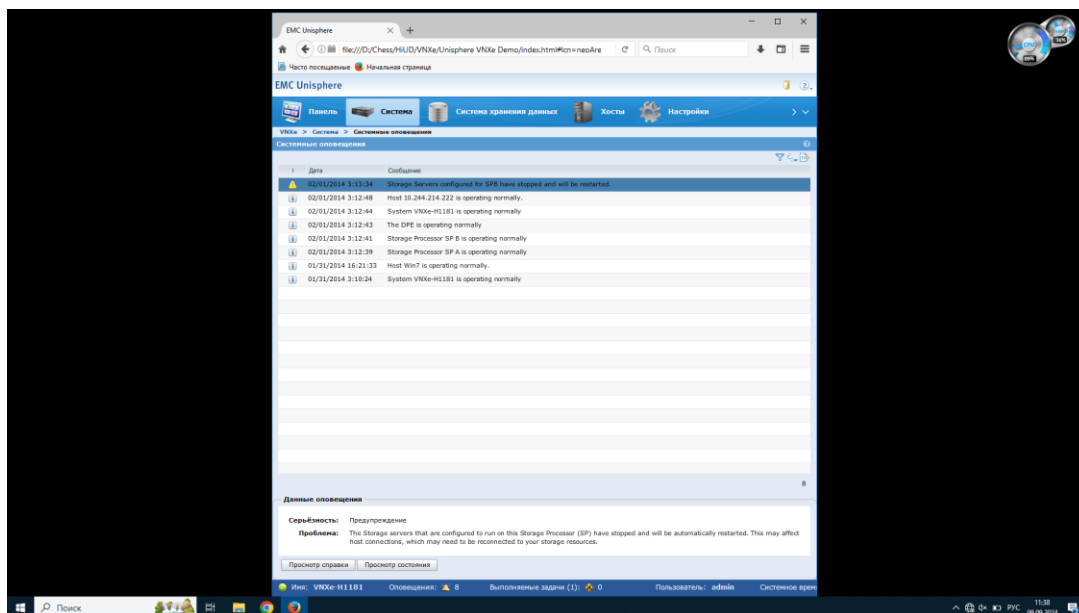 EMC Unisphere
file:///D:/Chess/HiUD/VNXe/Unisphere VNXe Demo/index.html#lcn=neoAre
Поиск
Часто посещаемые Начальная страница
EMC Unisphere
Панель Система Система хранения данных Хосты Настройки
VNXe > Система > Системные оповещения
Системные оповещения
! Дата Сообщение
02/01/2014 3:13:34 Storage Servers configured for SPB have stopped and will be restarted.
02/01/2014 3:12:48 Host 10.244.214.222 is operating normally.
02/01/2014 3:12:44 System VNXe-H1181 is operating normally
02/01/2014 3:12:43 The DPE is operating normally
02/01/2014 3:12:41 Storage Processor SP B is operating normally
02/01/2014 3:12:39 Storage Processor SP A is operating normally
01/31/2014 16:21:33 Host Win7 is operating normally.
01/31/2014 3:10:24 System VNXe-H1181 is operating normally
8
Данные оповещения
Серьёзность: Предупреждение
Проблема: The Storage servers that are configured to run on this Storage Processor (SP) have stopped and will be automatically restarted. This may affect
host connections, which may need to be reconnected to your storage resources.
Просмотр справки Просмотр состояния
Имя: VNXe-H1181 Оповещения: 8 Выполняемые задачи (1): 0 Пользователь: admin Системное врем
Поиск
РУС 11:38
09.09.2024